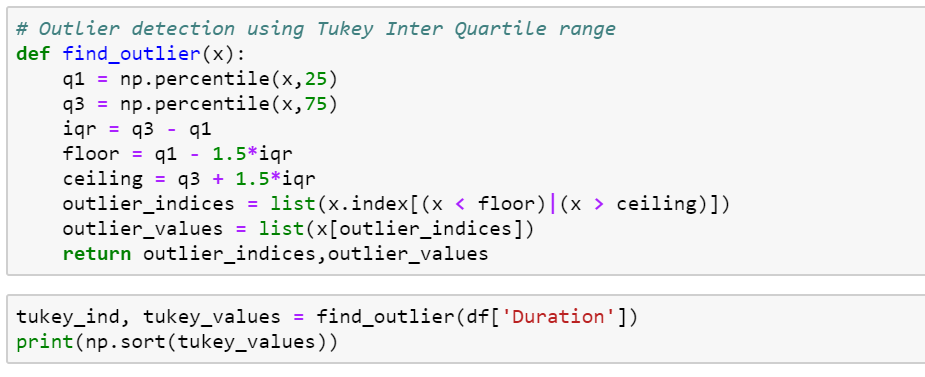 # Outlier detection using Tukey Inter Quartile range
def find_outlier(x):
    q1 = np.percentile(x,25)
    q3 = np.percentile(x,75)
    iqr = q3 - q1
    floor = q1 - 1.5*iqr
    ceiling = q3 + 1.5*iqr
    outlier_indices = list(x.index[(x < floor)|(x > ceiling)])
    outlier_values = list(x[outlier_indices])
    return outlier_indices,outlier_values
tukey_ind, tukey_values = find_outlier(df['Duration'])
print(np.sort(tukey_values))